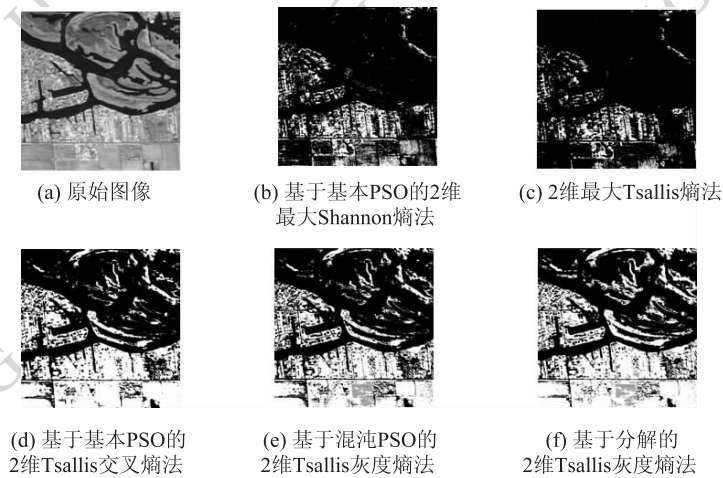 (a) 原始图像
(b) 基于基本PSO的2维
最大Shannon熵法
(c) 2维最大Tsallis熵法
(d) 基于基本PSO的
2维Tsallis交叉熵法
(e) 基于混沌PSO的
2维Tsallis灰度熵法
(f) 基于分解的
2维Tsallis灰度熵法